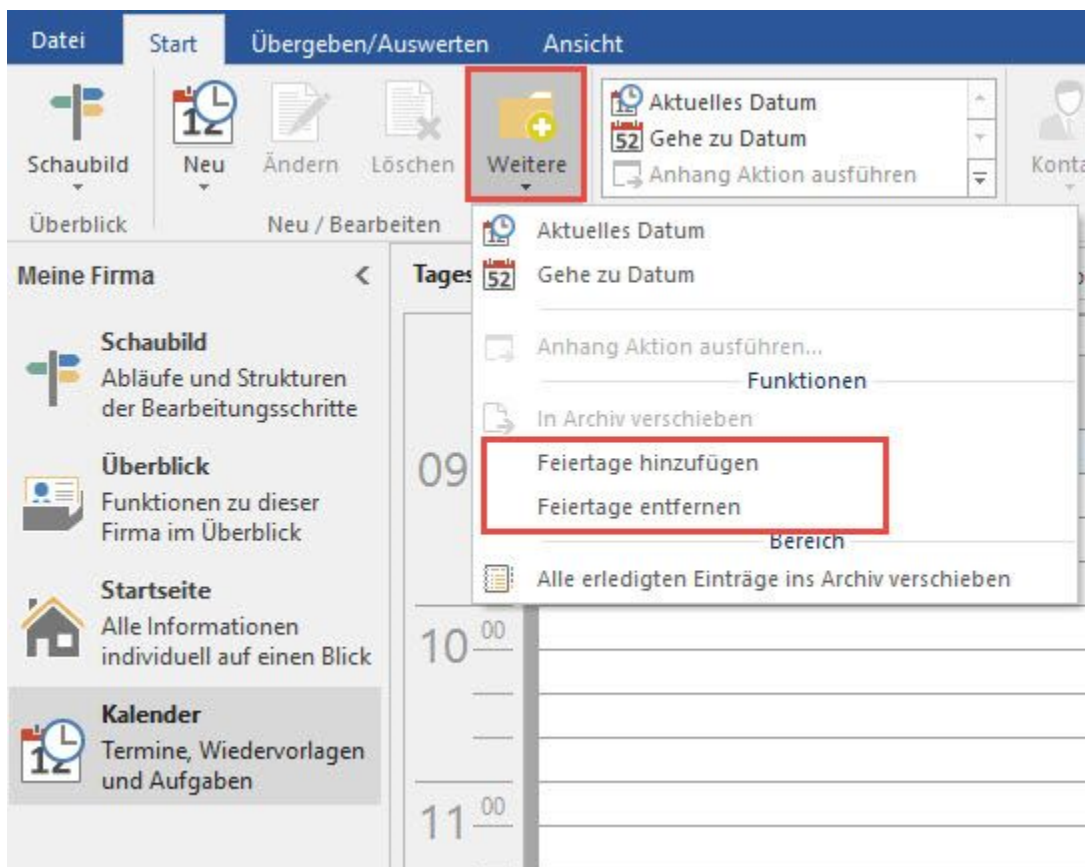 Datei Start Übergeben/Auswerten Ansicht
Schaubild
Neu
Ändern
Löschen
Weitere
Aktuelles Datum
Gehe zu Datum
Anhang Aktion ausführen
Konta
Überblick
Neu / Bearbeiten
Meine Firma
Schaubild
Abläufe und Strukturen
der Bearbeitungsschritte
Überblick
Funktionen zu dieser
Firma im Überblick
Startseite
Alle Informationen
individuell auf einen Blick
Kalender
Termine, Wiedervorlagen
und Aufgaben
Tages
Aktuelles Datum
Gehe zu Datum
Anhang Aktion ausführen...
Funktionen
In Archiv verschieben
Feiertage hinzufügen
Feiertage entfernen
Bereich
Alle erledigten Einträge ins Archiv verschieben
09
10 00
11 00